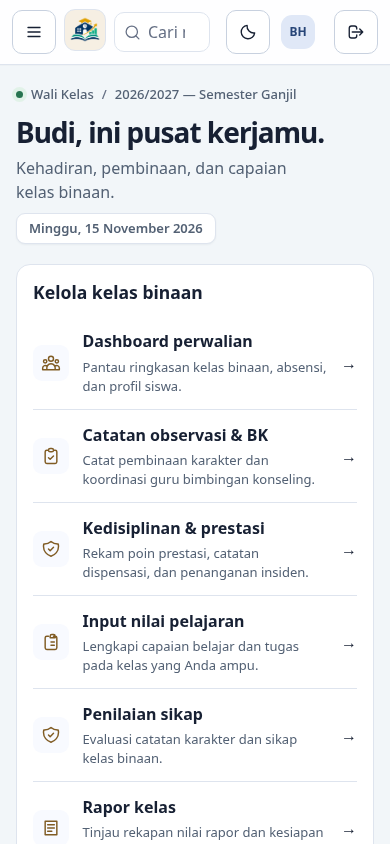 Cari
BH
Wali Kelas / 2026/2027 — Semester Ganjil
Budi, ini pusat kerjamu.
Kehadiran, pembinaan, dan capaian
kelas binaan.
Minggu, 15 November 2026
Kelola kelas binaan
Dashboard perwalian
Pantau ringkasan kelas binaan, absensi,
dan profil siswa.
→
Catatan observasi & BK
Catat pembinaan karakter dan
koordinasi guru bimbingan konseling.
→
Kedisiplinan & prestasi
Rekam poin prestasi, catatan
dispensasi, dan penanganan insiden.
→
Input nilai pelajaran
Lengkapi capaian belajar dan tugas
pada kelas yang Anda ampu.
→
Penilaian sikap
Evaluasi catatan karakter dan sikap
kelas binaan.
→
Rapor kelas
Tinjau rekapan nilai rapor dan kesiapan
→